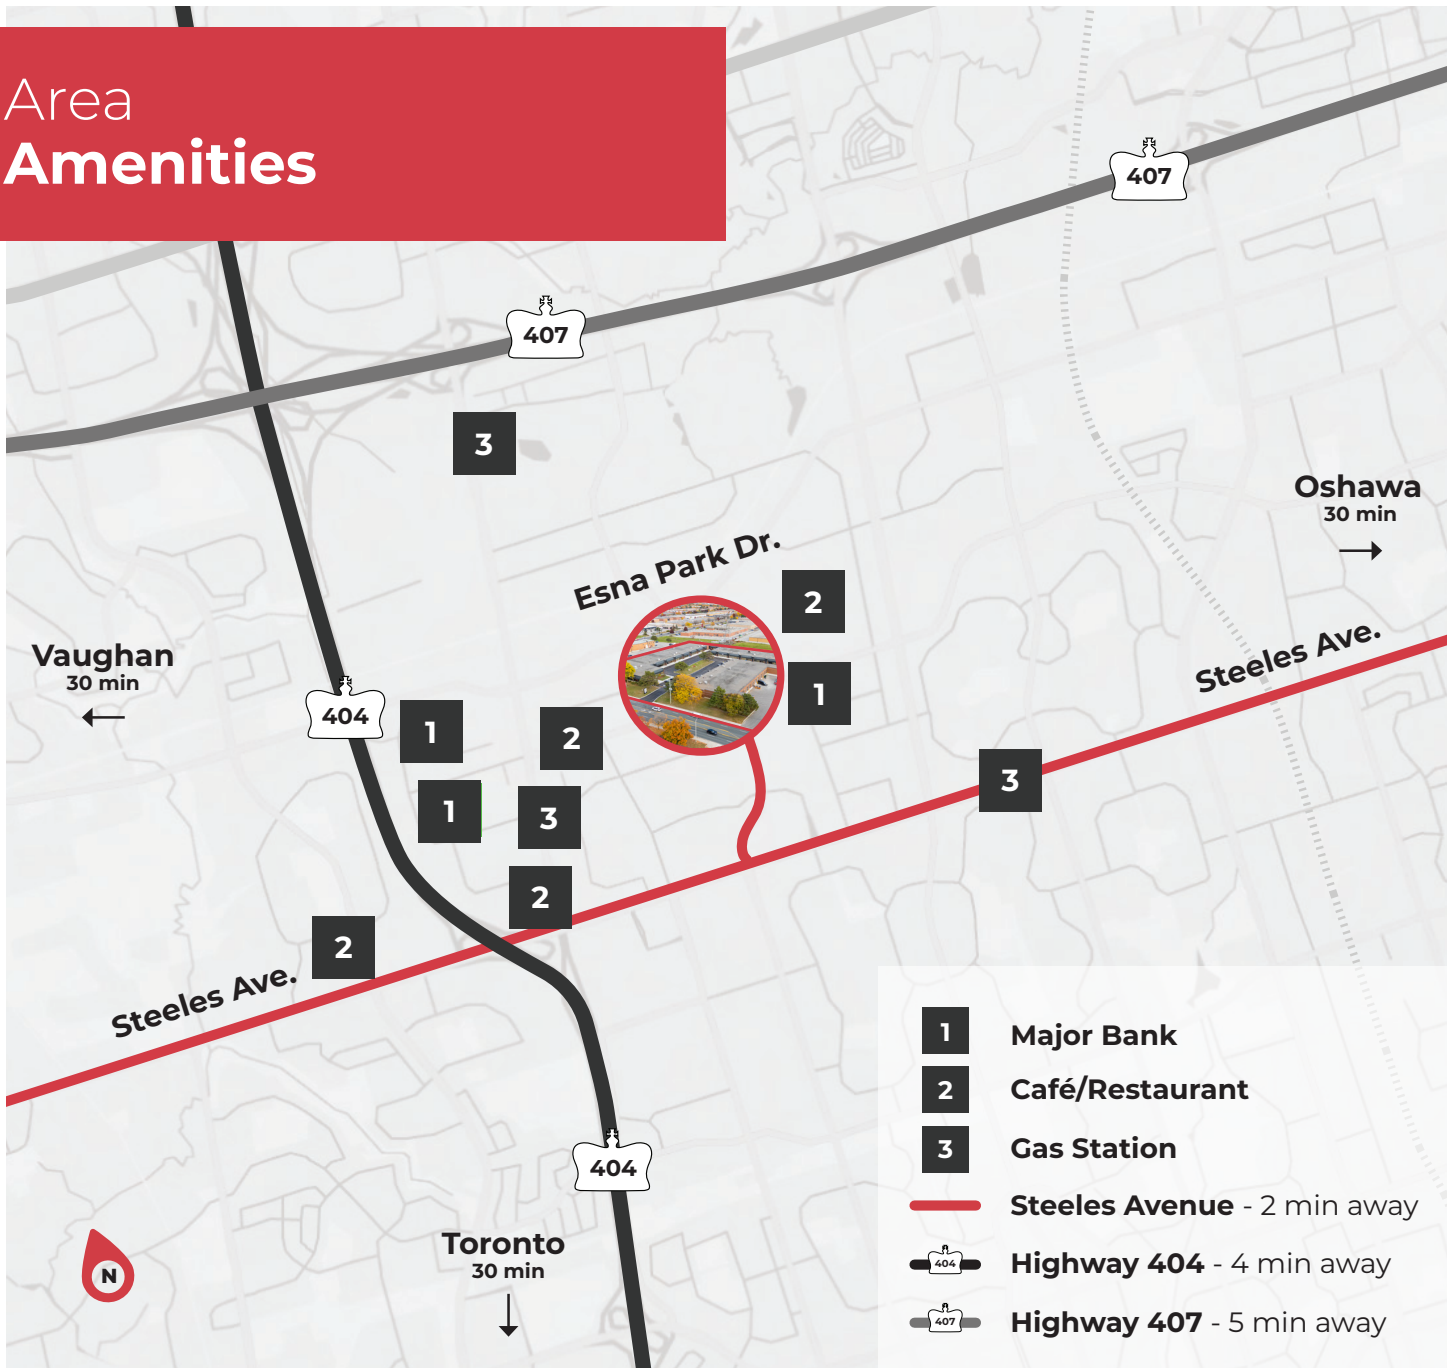 Area
Amenities
407
407
3
Oshawa
30 min
Esna Park Dr.
2
Steeles Ave.
Vaughan
30 min
1
404
1
2
3
1
3
2
2
Steeles Ave.
1 Major Bank
2 Café/Restaurant
3 Gas Station
Steeles Avenue - 2 min away
404 Highway 404 - 4 min away
407 Highway 407 - 5 min away
404
Toronto
30 min
N